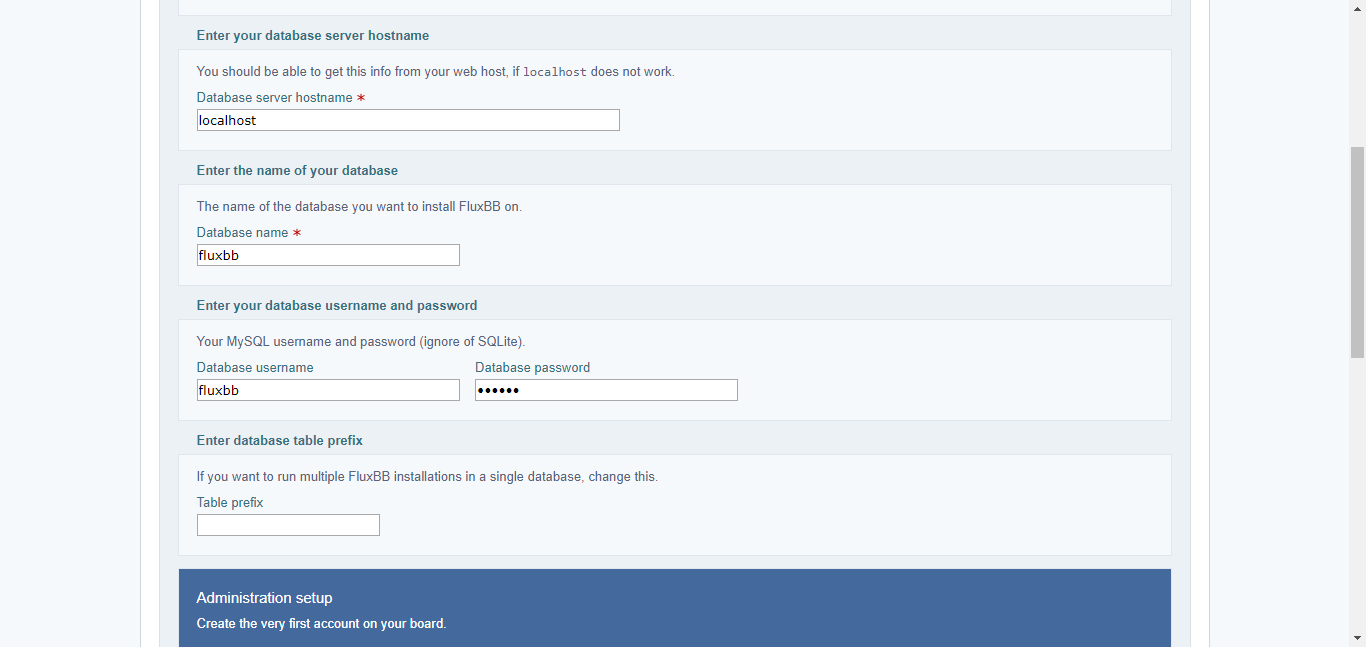 Enter your database server hostname
You should be able to get this info from your web host, if localhost does not work.
Database server hostname *
localhost
Enter the name of your database
The name of the database you want to install FluxBB on.
Database name *
fluxbb
Enter your database username and password
Your MySQL username and password (ignore of SQLite).
Database username Database password
fluxbb ••••••
Enter database table prefix
If you want to run multiple FluxBB installations in a single database, change this.
Table prefix
Administration setup
Create the very first account on your board.